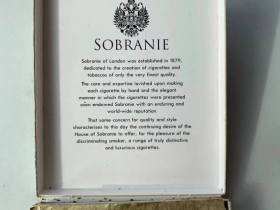 SOBRANIE
Sobranie of London was established in 1879,
dedicated to the creation of cigarettes and
tobaccos of only the very finest quality.
The care and expertise lavished upon making
each cigarette by hand and the elegant
manner in which the cigarettes were presented
soon endowed Sobranie with an enduring and
world-wide reputation.
That same concern for quality and style
characterises to this day the continuing desire of the
House of Sobranie to offer, for the pleasure of the
discriminating smoker, a range of truly distinctive
and luxurious cigarettes.